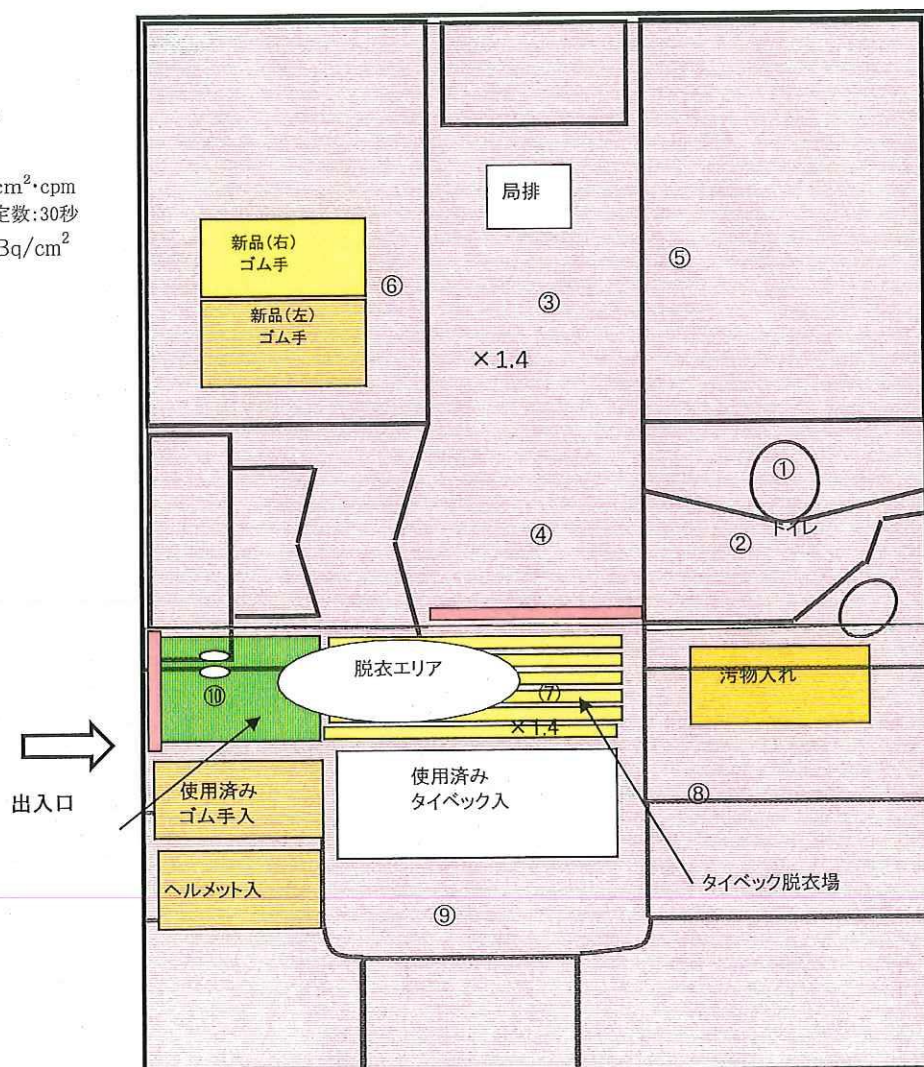 cm²・cpm
定数:30秒
Bq/cm²
局排
新品(右)
ゴム手
新品(左)
ゴム手
⑥
③
⑤
×1.4
①
トイレ
②
④
脱衣エリア
⑩
⑦
×1.4
汚物入れ
出入口
使用済み
ゴム手入
使用済み
タイベック入
⑧
ヘルメット入
タイベック脱衣場
⑨